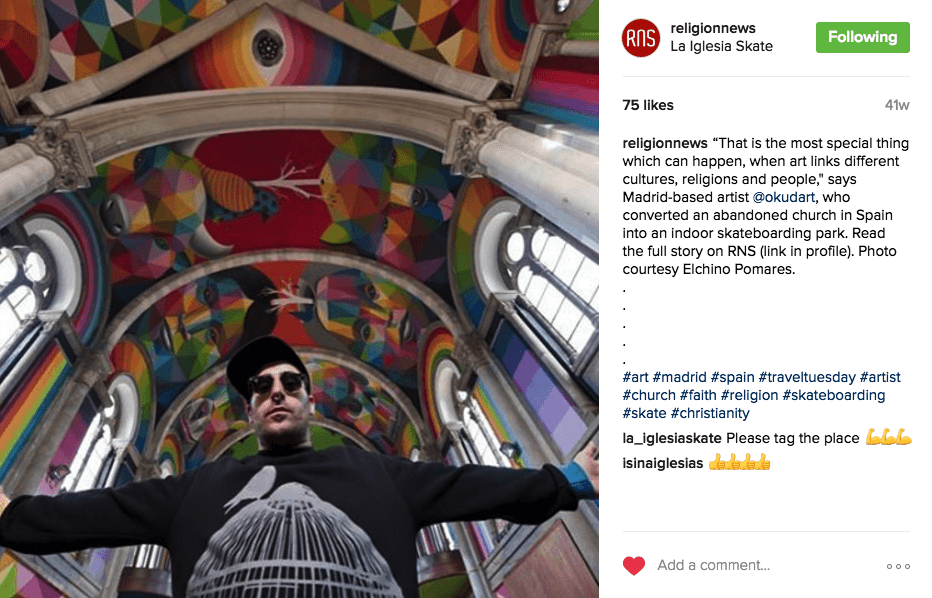 RNS
religionnews
La Iglesia Skate
Following
75 likes
41w
religionnews “That is the most special thing
which can happen, when art links different
cultures, religions and people," says
Madrid-based artist @okudart, who
converted an abandoned church in Spain
into an indoor skateboarding park. Read
the full story on RNS (link in profile). Photo
courtesy Elchino Pomares.
.
.
.
.
.
#art #madrid #spain #traveltuesday #artist
#church #faith #religion #skateboarding
#skate #christianity
la_iglesiaskate Please tag the place 💪💪💪
isinaiglesias 👍👍👍👍
Add a comment...